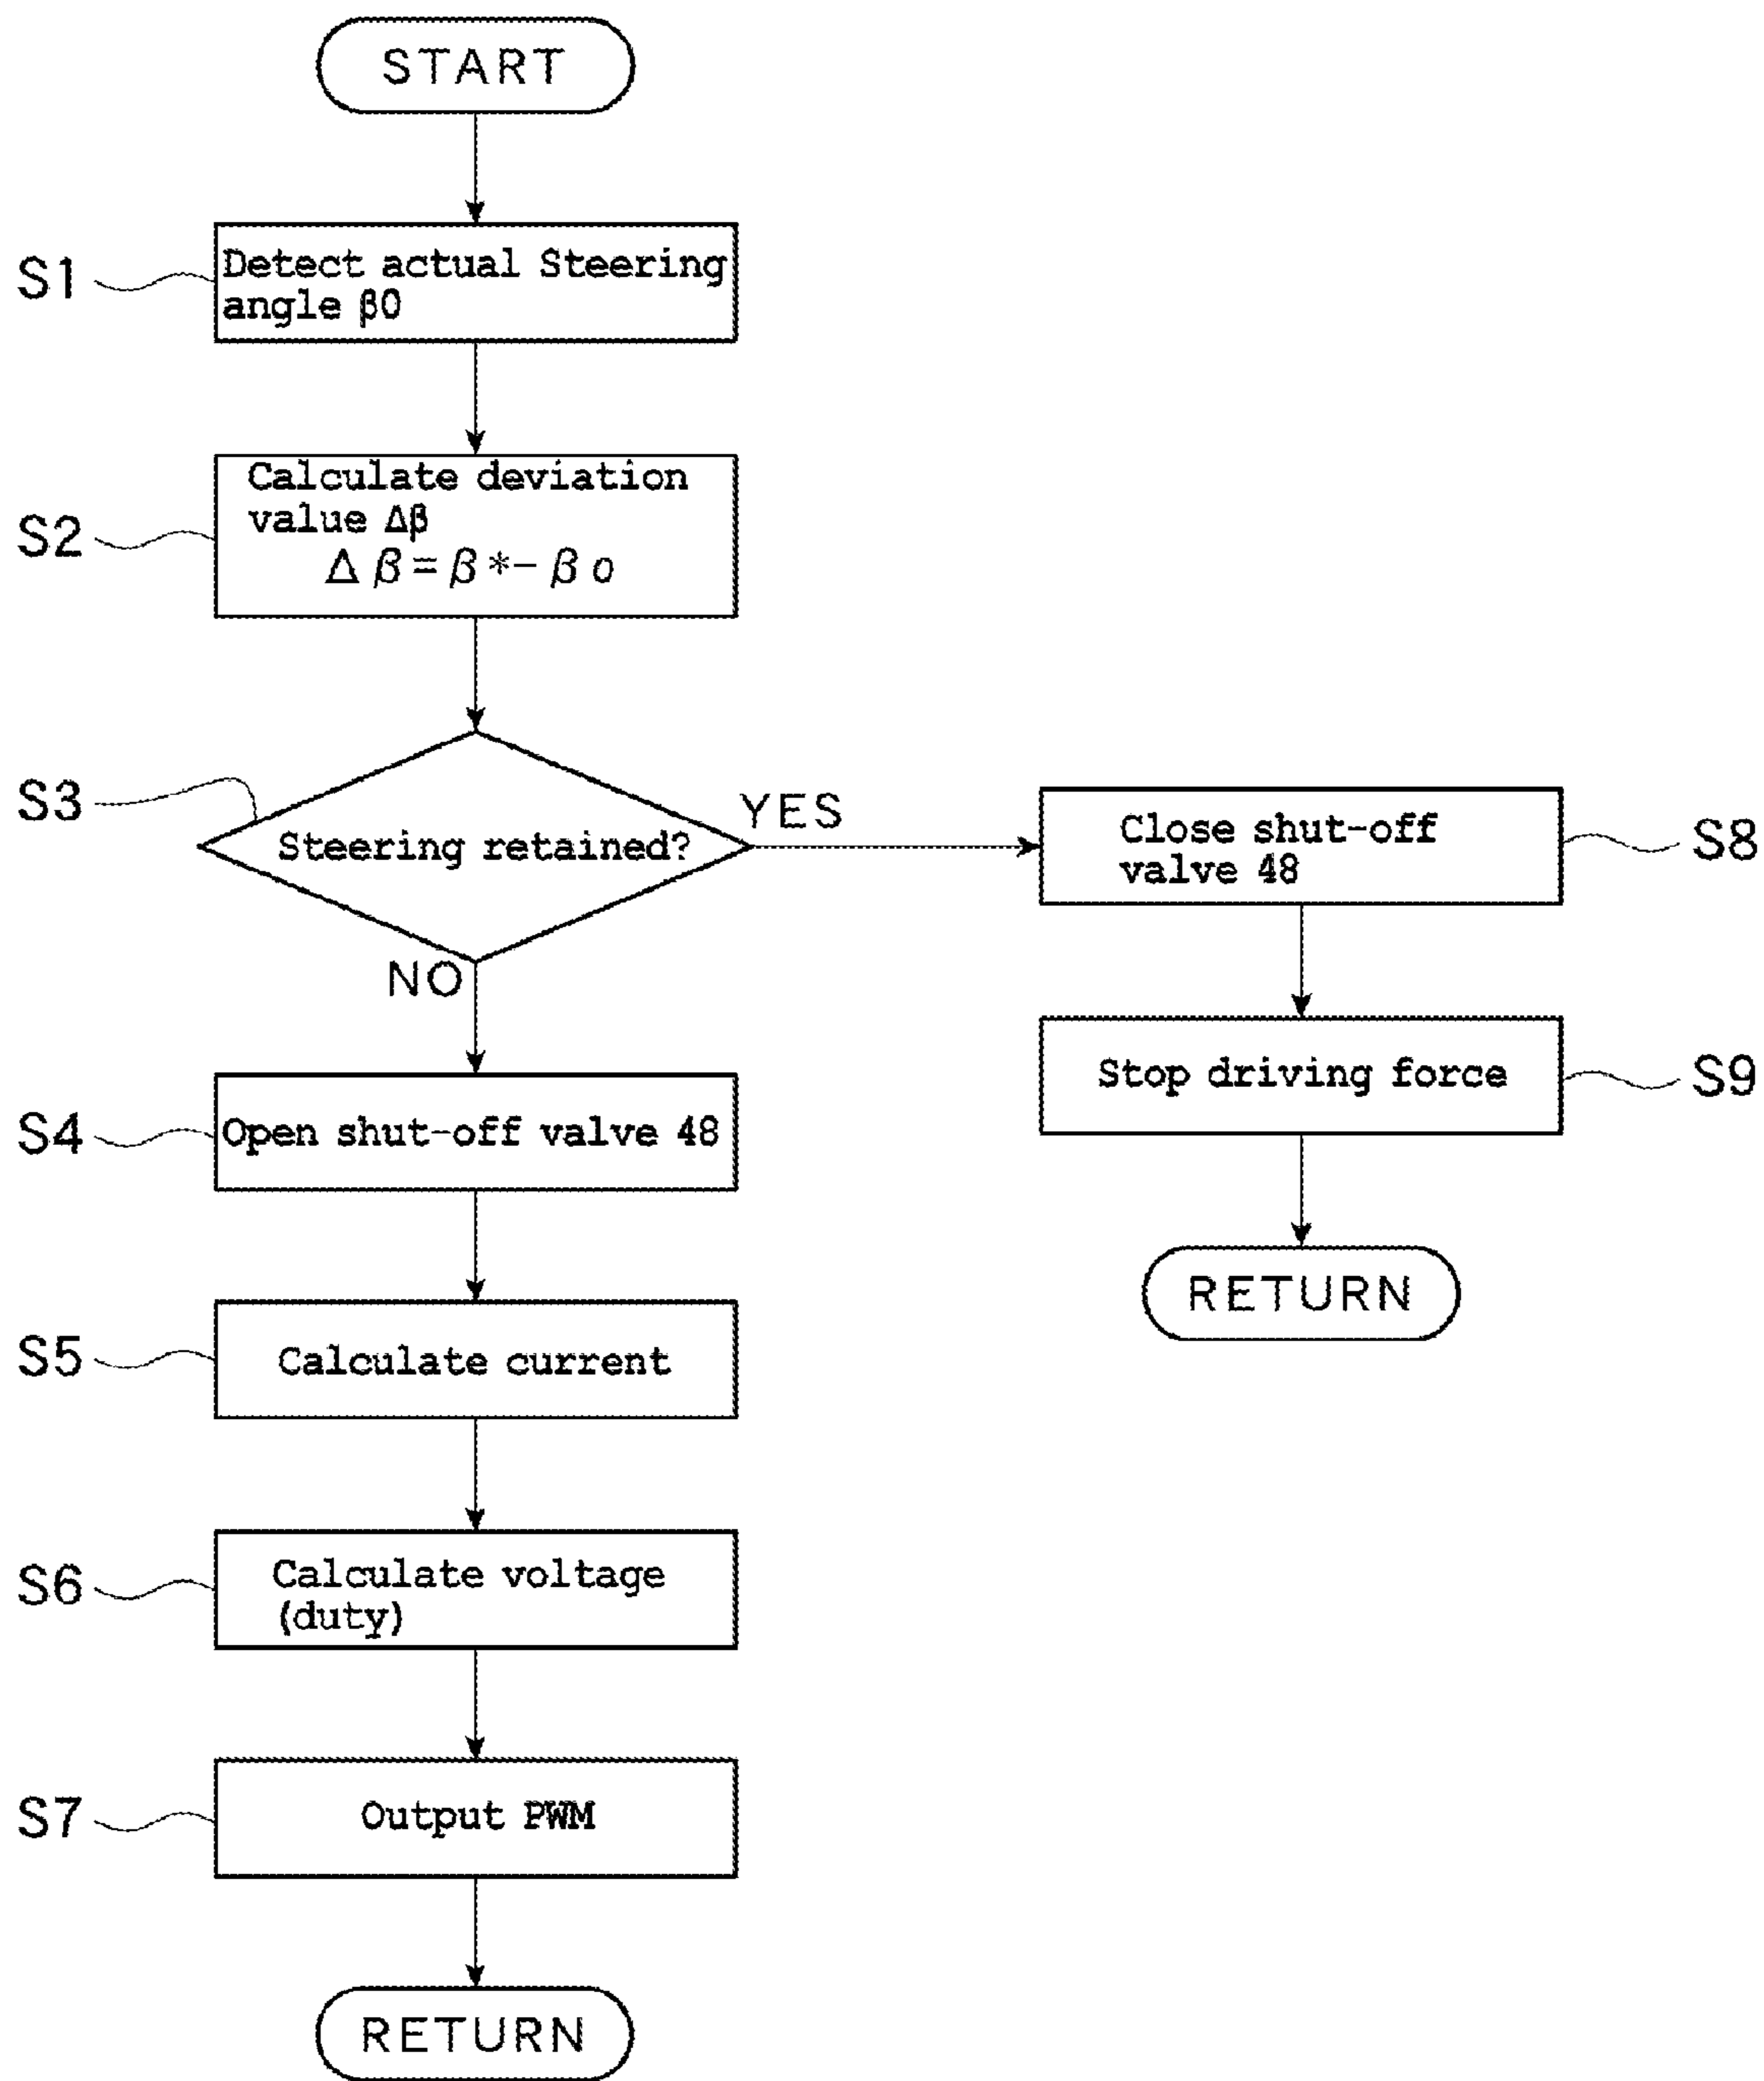 START
S1
Detect actual Steering
angle β0
S2
Calculate deviation
value Δβ
Δβ=β*-βo
S3
Steering retained?
YES
NO
S8
Close shut-off
valve 48
S9
Stop driving force
RETURN
S4
Open shut-off valve 48
S5
Calculate current
S6
Calculate voltage
(duty)
S7
Output PWM
RETURN